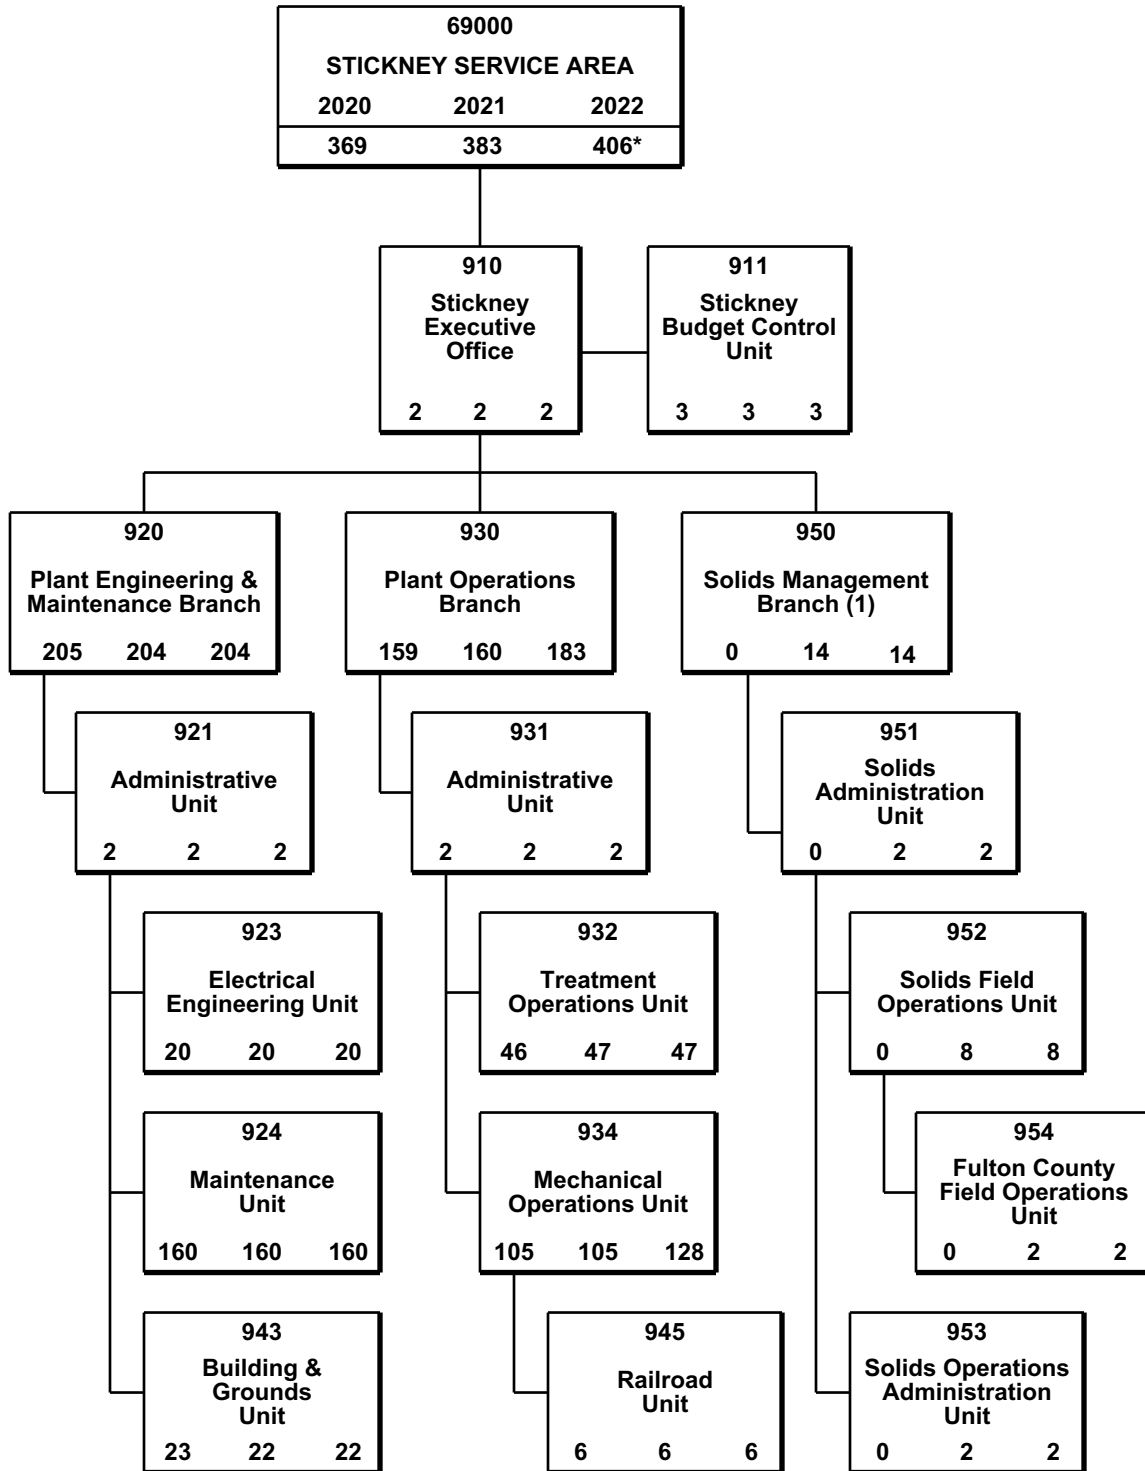 69000
STICKNEY SERVICE AREA
2020 2021 2022
369 383 406*
910
Stickney
Executive
Office
2 2 2
911
Stickney
Budget Control
Unit
3 3 3
920
Plant Engineering &
Maintenance Branch
205 204 204
930
Plant Operations
Branch
159 160 183
950
Solids Management
Branch (1)
0 14 14
921
Administrative
Unit
2 2 2
931
Administrative
Unit
2 2 2
951
Solids
Administration
Unit
0 2 2
923
Electrical
Engineering Unit
20 20 20
932
Treatment
Operations Unit
46 47 47
952
Solids Field
Operations Unit
0 8 8
924
Maintenance
Unit
160 160 160
934
Mechanical
Operations Unit
105 105 128
954
Fulton County
Field Operations
Unit
0 2 2
943
Building &
Grounds
Unit
23 22 22
945
Railroad
Unit
6 6 6
953
Solids Operations
Administration
Unit
0 2 2